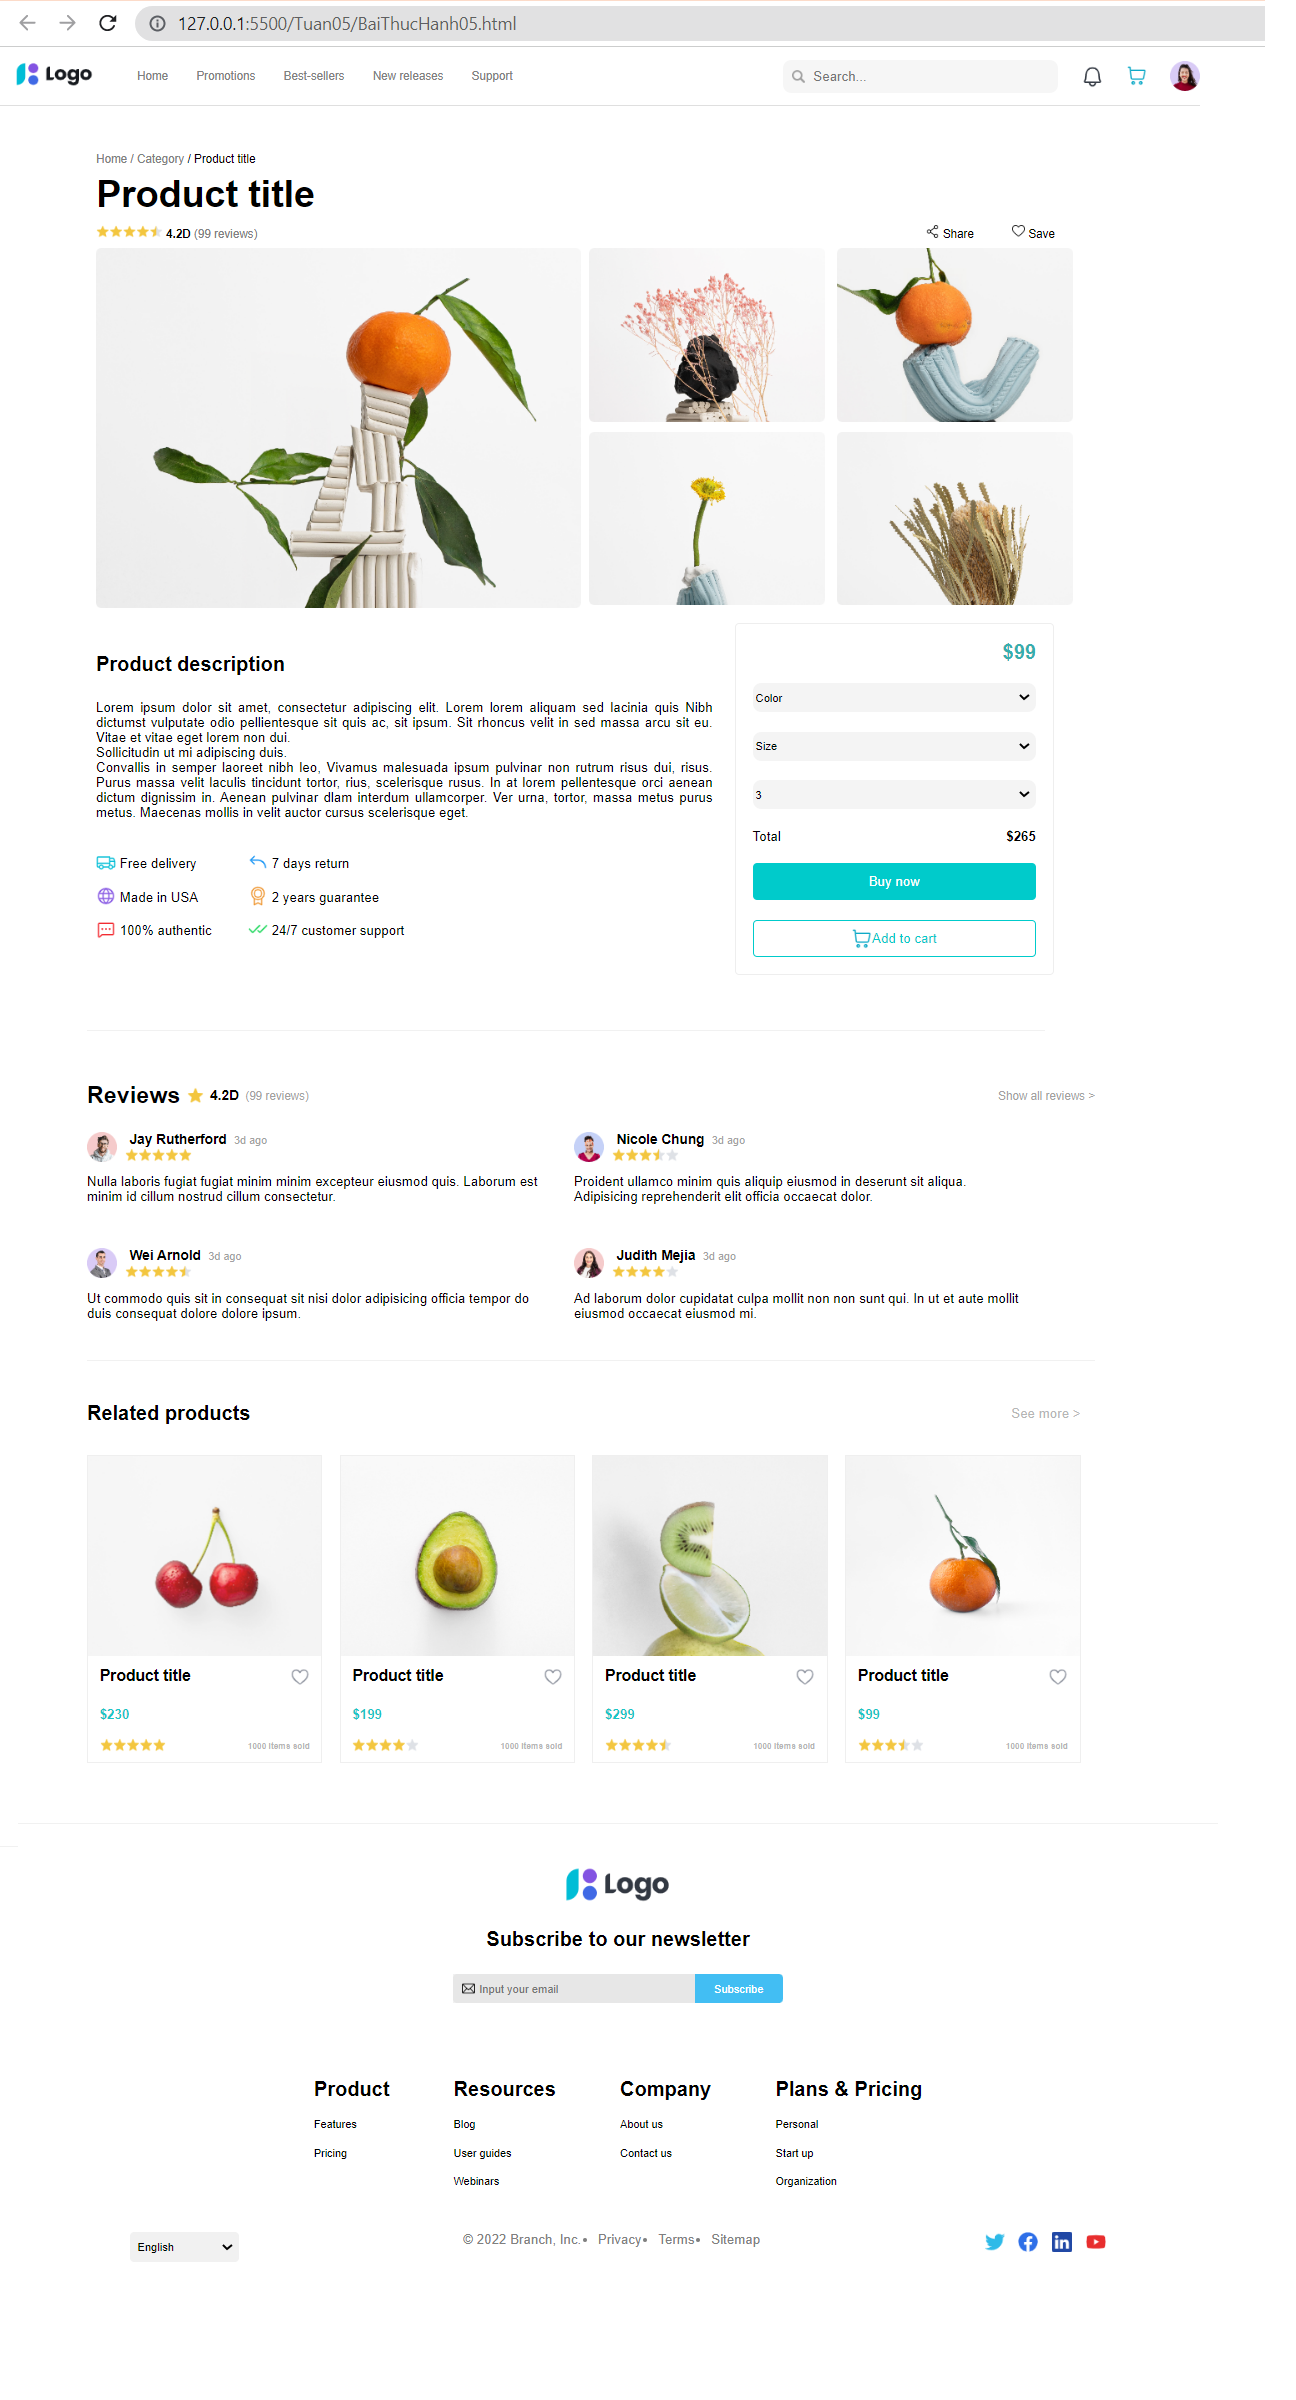 127.0.0.1:5500/Tuan05/BaiThucHanh05.html
Logo Home Promotions Best-sellers New releases Support Search...
Home / Category / Product title
Product title
4.2D (99 reviews) Share Save
$99
Product description
Color
Lorem ipsum dolor sit amet, consectetur adipiscing elit. Lorem lorem aliquam sed lacinia quis Nibh
dictumst vulputate odio pellientesque sit quis ac, sit ipsum. Sit rhoncus velit in sed massa arcu sit eu.
Vitae et vitae eget lorem non dui.
Sollicitudin ut mi adipiscing duis.
Convallis in semper laoreet nibh leo, Vivamus malesuada ipsum pulvinar non rutrum risus dui, risus.
Purus massa velit laculis tincidunt tortor, rius, scelerisque rusus. In at lorem pellentesque orci aenean
dictum dignissim in. Aenean pulvinar dlam interdum ullamcorper. Ver urna, tortor, massa metus purus
metus. Maecenas mollis in velit auctor cursus scelerisque eget.
Size
3
Total $265
Free delivery 7 days return
Buy now
Made in USA 2 years guarantee
100% authentic 24/7 customer support
Add to cart
Reviews 4.2D (99 reviews) Show all reviews >
Jay Rutherford 3d ago
Nulla laboris fugiat fugiat minim minim excepteur eiusmod quis. Laborum est
minim id cillum nostrud cillum consectetur.
Nicole Chung 3d ago
Proident ullamco minim quis aliquip eiusmod in deserunt sit aliqua.
Adipisicing reprehenderit elit officia occaecat dolor.
Wei Arnold 3d ago
Ut commodo quis sit in consequat sit nisi dolor adipisicing officia tempor do
duis consequat dolore dolore ipsum.
Judith Mejia 3d ago
Ad laborum dolor cupidatat culpa mollit non non sunt qui. In ut et aute mollit
eiusmod occaecat eiusmod mi.
Related products See more >
Product title Product title Product title Product title
$230 $199 $299 $99
1000 items sold 1000 items sold 1000 items sold 1000 items sold
Logo
Subscribe to our newsletter
Input your email Subscribe
Product Resources Company Plans & Pricing
Features Blog About us Personal
Pricing User guides Contact us Start up
Webinars Organization
English © 2022 Branch, Inc. • Privacy • Terms • Sitemap